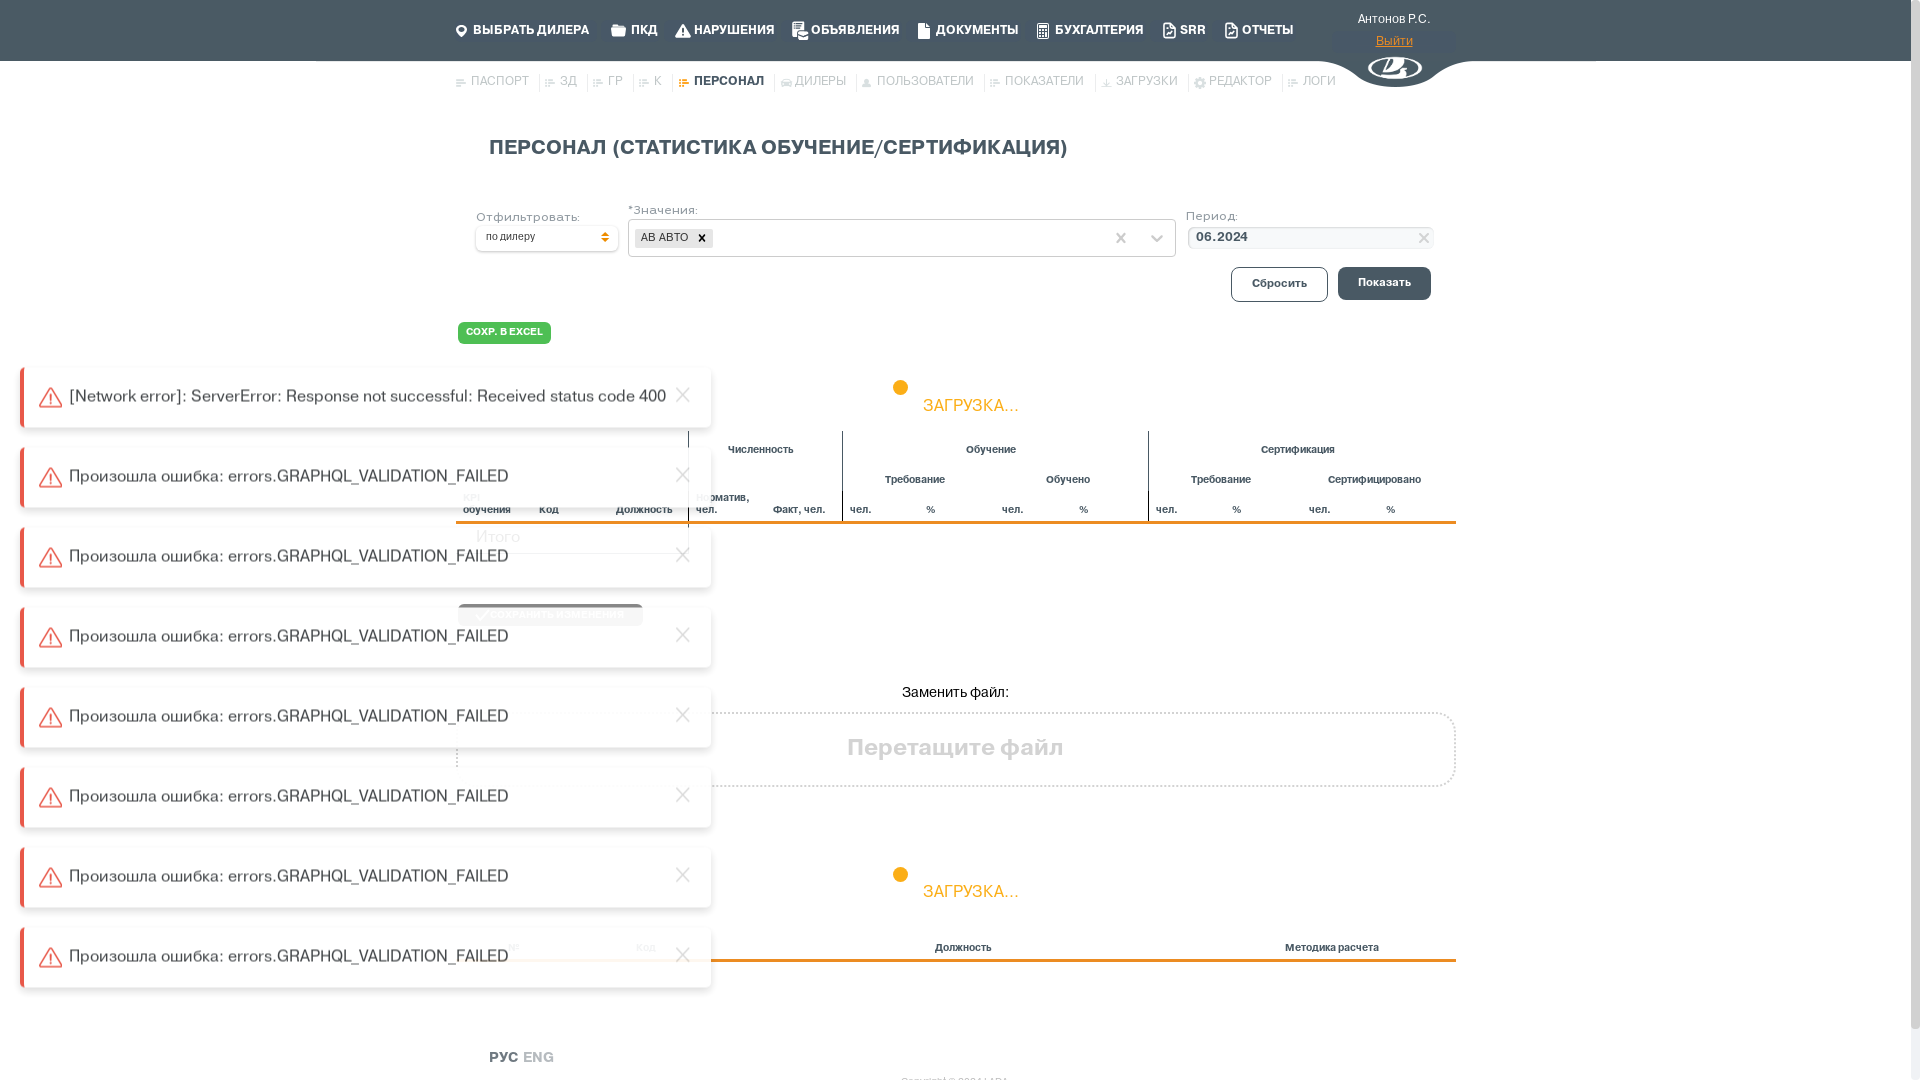 ВЫБРАТЬ ДИЛЕРА ПКД НАРУШЕНИЯ ОБЪЯВЛЕНИЯ ДОКУМЕНТЫ БУХГАЛТЕРИЯ SRR ОТЧЕТЫ
Антонов Р.С.
Выйти
ПАСПОРТ ЗД ГР К ПЕРСОНАЛ ДИЛЕРЫ ПОЛЬЗОВАТЕЛИ ПОКАЗАТЕЛИ ЗАГРУЗКИ РЕДАКТОР ЛОГИ
ПЕРСОНАЛ (СТАТИСТИКА ОБУЧЕНИЕ/СЕРТИФИКАЦИЯ)
Отфильтровать: *Значения: Период:
по дилеру АВ АВТО 06.2024
Сбросить Показать
СОХР. В EXCEL
[Network error]: ServerError: Response not successful: Received status code 400
ЗАГРУЗКА...
Численность Обучение Сертификация
Произошла ошибка: errors.GRAPHQL_VALIDATION_FAILED
Требование Обучено Требование Сертифицировано
KPI обучения Код Должность Норматив, чел. Факт, чел. чел. % чел. % чел. % чел. %
Итого
Произошла ошибка: errors.GRAPHQL_VALIDATION_FAILED
Произошла ошибка: errors.GRAPHQL_VALIDATION_FAILED
Заменить файл:
Произошла ошибка: errors.GRAPHQL_VALIDATION_FAILED
Перетащите файл
Произошла ошибка: errors.GRAPHQL_VALIDATION_FAILED
Произошла ошибка: errors.GRAPHQL_VALIDATION_FAILED
ЗАГРУЗКА...
№ Код Должность Методика расчета
Произошла ошибка: errors.GRAPHQL_VALIDATION_FAILED
РУС ENG